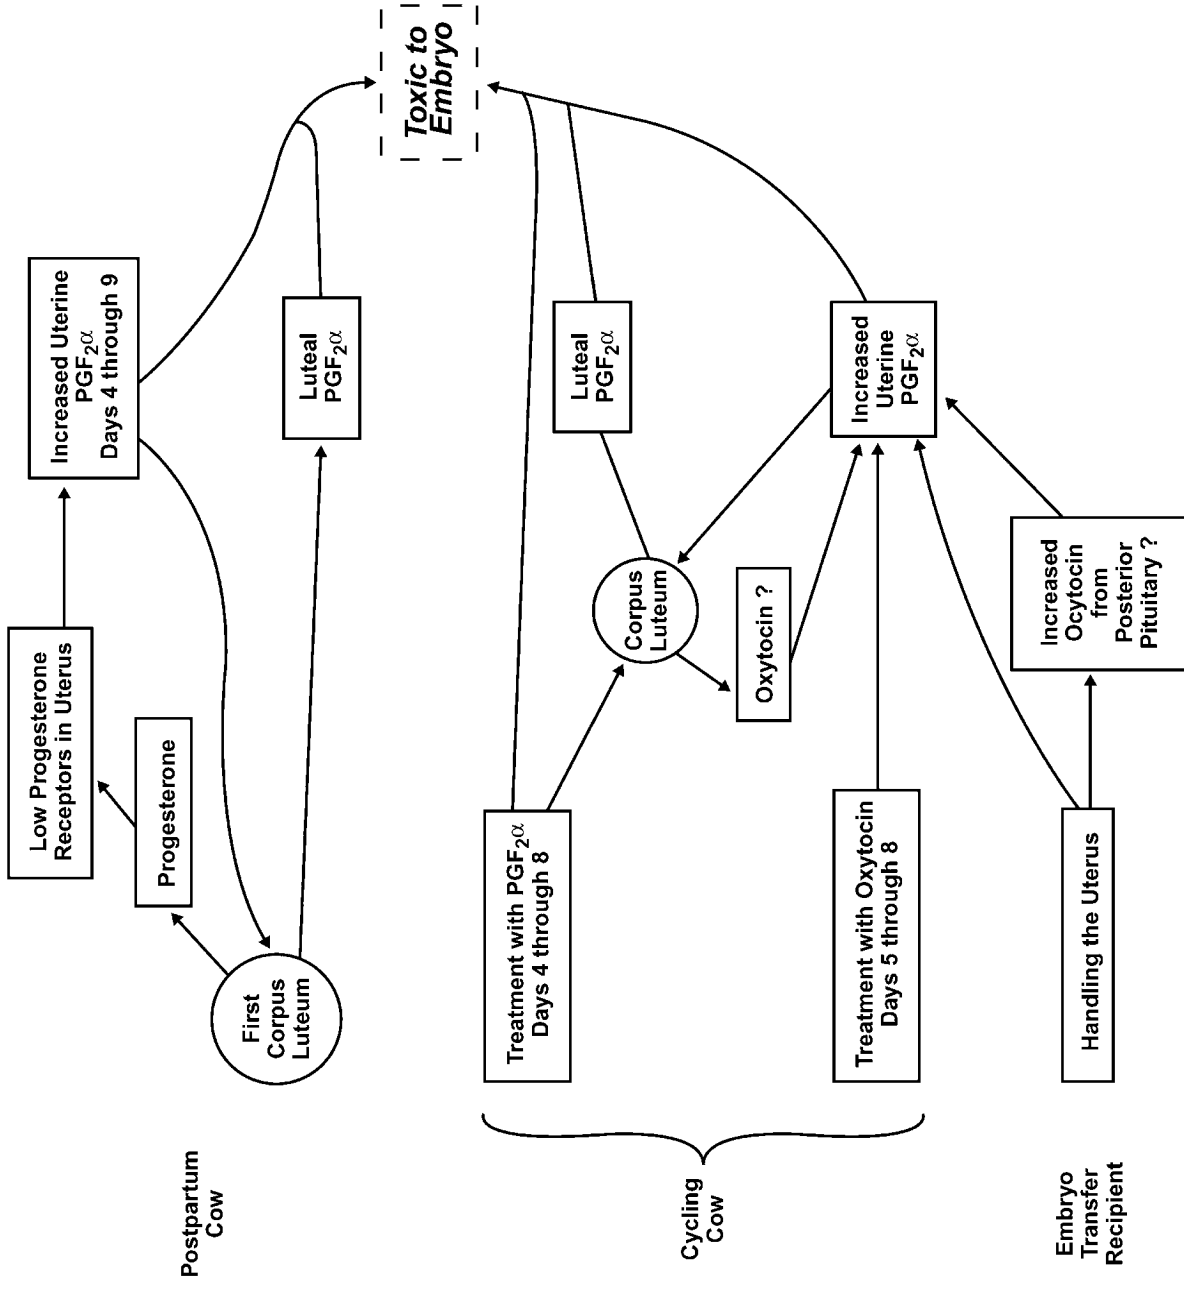 Postpartum
Cow
First
Corpus
Luteum
Progesterone
Low Progesterone
Receptors in Uterus
Increased Uterine
PGF₂α
Days 4 through 9
Luteal
PGF₂α
Toxic to
Embryo
Cycling
Cow
Treatment with PGF₂α
Days 4 through 8
Corpus
Luteum
Luteal
PGF₂α
Oxytocin ?
Treatment with Oxytocin
Days 5 through 8
Increased
Uterine
PGF₂α
Embryo
Transfer
Recipient
Handling the Uterus
Increased
Ocytocin
from
Posterior
Pituitary ?